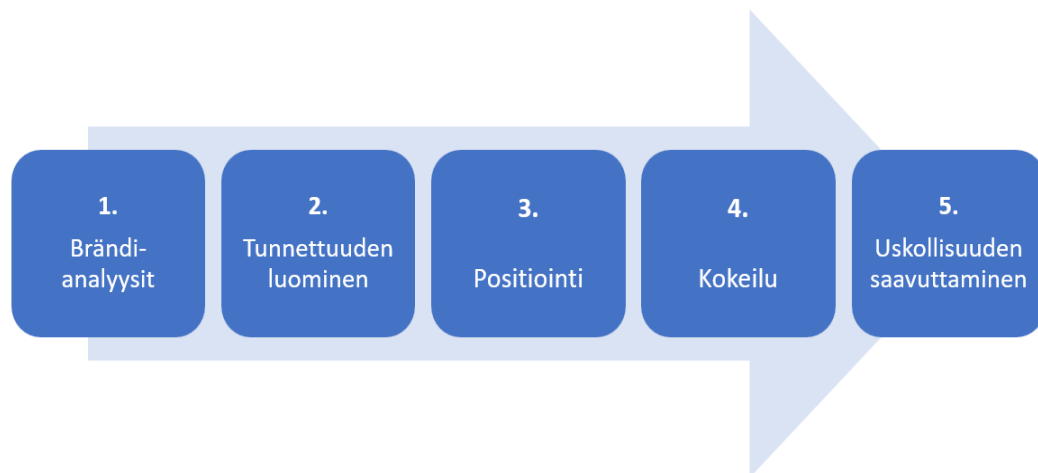 1.
Brändi-
analyysit
2.
Tunnettuuden
luominen
3.
Positiointi
4.
Kokeilu
5.
Uskollisuuden
saavuttaminen